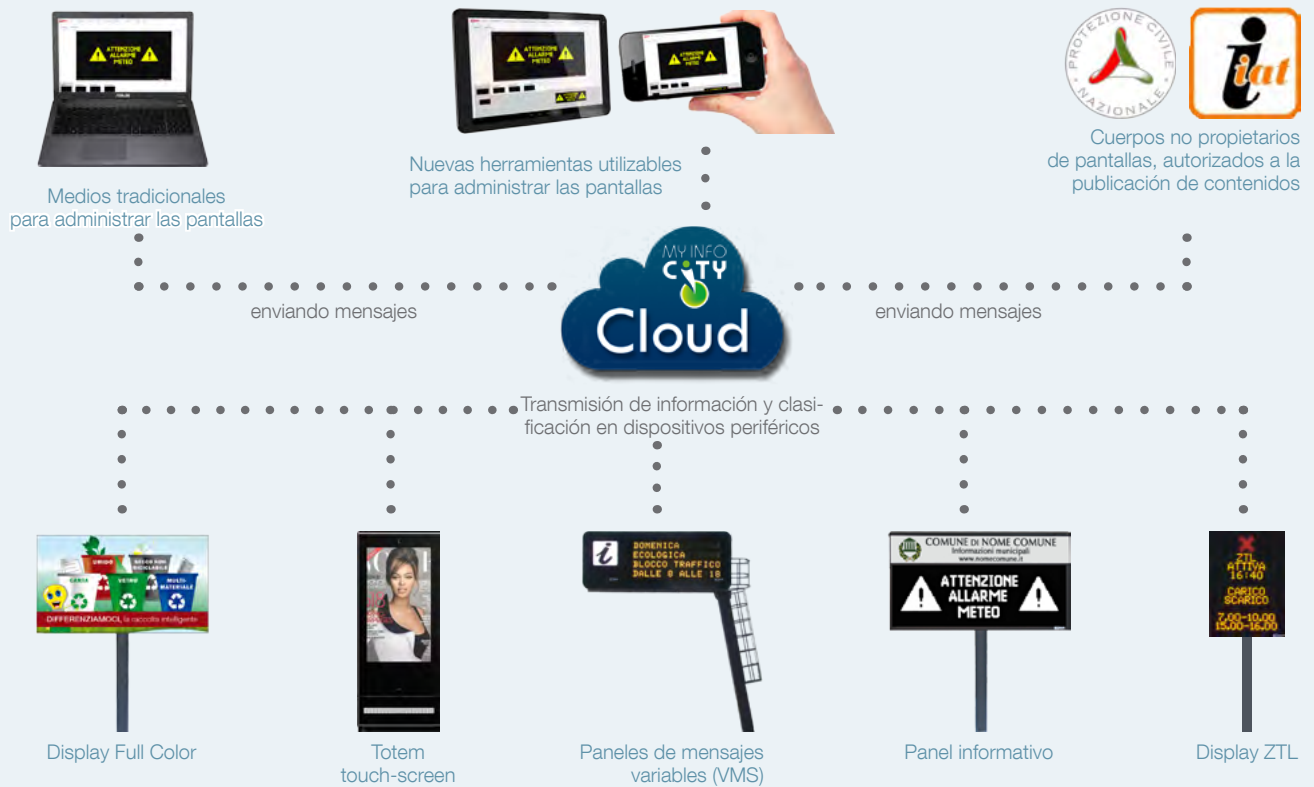 ATTENZIONE
ALLARME
METEO
ATTENZIONE
ALLARME
METEO
ATTENZIONE
ALLARME
METEO
PROTEZIONE CIVILE
NAZIONALE
iat
Medios tradicionales
para administrar las pantallas
Nuevas herramientas utilizables
para administrar las pantallas
Cuerpos no propietarios
de pantallas, autorizados a la
publicación de contenidos
MY INFO
CiTY
Cloud
enviando mensajes
enviando mensajes
Transmisión de información y clasi-
ficación en dispositivos periféricos
UMIDO
SECCO NON
RICICLABILE
CARTA
VETRO
MULTI-
MATERIALE
DIFFERENZIAMOCI, la raccolta intelligente
i
DOMENICA
ECOLOGICA
BLOCCO TRAFFICO
DALLE 8 ALLE 18
COMUNE DI NOME COMUNE
Informazioni municipali
www.nomecomune.it
ATTENZIONE
ALLARME
METEO
ZTL
ATTIVA
16:40
CARICO
SCARICO
7.00-10.00
15.00-16.00
Display Full Color
Totem
touch-screen
Paneles de mensajes
variables (VMS)
Panel informativo
Display ZTL